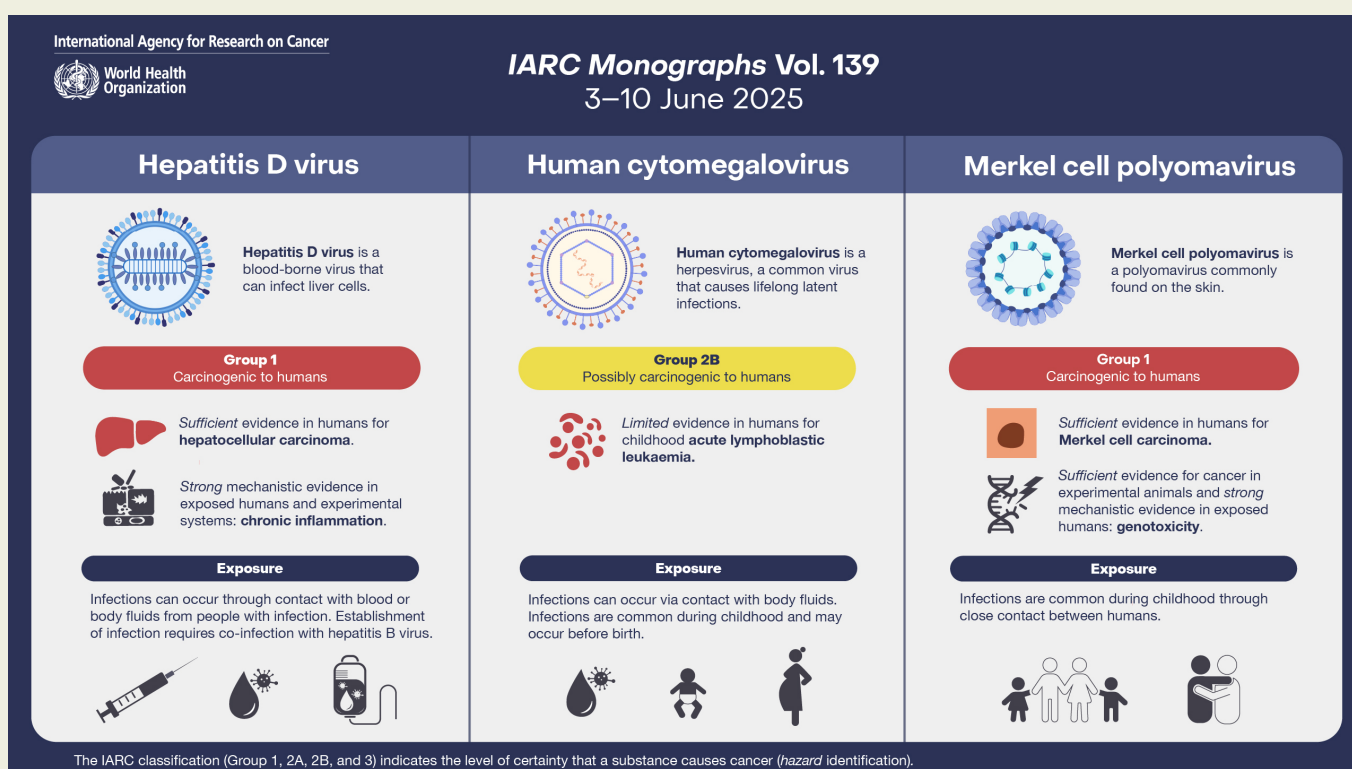 International Agency for Research on Cancer
World Health
Organization
IARC Monographs Vol. 139
3–10 June 2025
Hepatitis D virus
Hepatitis D virus is a
blood-borne virus that
can infect liver cells.
Group 1
Carcinogenic to humans
Sufficient evidence in humans for
hepatocellular carcinoma.
Strong mechanistic evidence in
exposed humans and experimental
systems: chronic inflammation.
Exposure
Infections can occur through contact with blood or
body fluids from people with infection. Establishment
of infection requires co-infection with hepatitis B virus.
Human cytomegalovirus
Human cytomegalovirus is a
herpesvirus, a common virus
that causes lifelong latent
infections.
Group 2B
Possibly carcinogenic to humans
Limited evidence in humans for
childhood acute lymphoblastic
leukaemia.
Exposure
Infections can occur via contact with body fluids.
Infections are common during childhood and may
occur before birth.
Merkel cell polyomavirus
Merkel cell polyomavirus is
a polyomavirus commonly
found on the skin.
Group 1
Carcinogenic to humans
Sufficient evidence in humans for
Merkel cell carcinoma.
Sufficient evidence for cancer in
experimental animals and strong
mechanistic evidence in exposed
humans: genotoxicity.
Exposure
Infections are common during childhood through
close contact between humans.
The IARC classification (Group 1, 2A, 2B, and 3) indicates the level of certainty that a substance causes cancer (hazard identification).